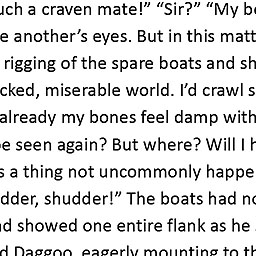 uch a craven mate!” “Sir?” “My b
e another’s eyes. But in this matt
rigging of the spare boats and sh
cked, miserable world. I’d crawl s
already my bones feel damp with
e seen again? But where? Will I h
s a thing not uncommonly happe
dder, shudder!” The boats had no
d showed one entire flank as he
d Daggoo, eagerly mounting to th